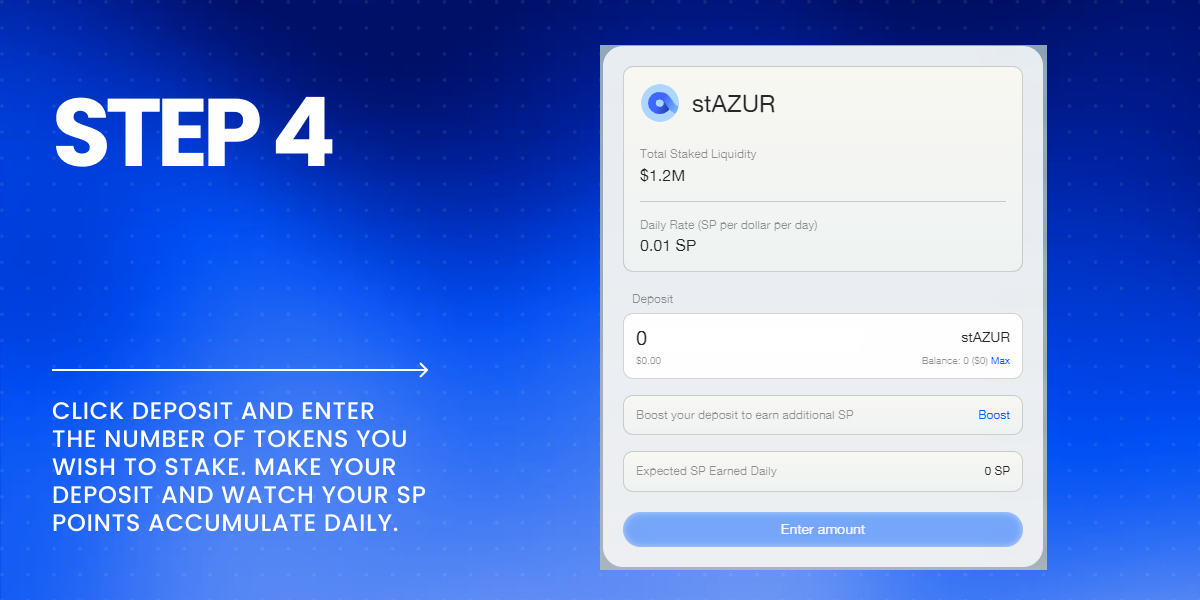 STEP 4
CLICK DEPOSIT AND ENTER
THE NUMBER OF TOKENS YOU
WISH TO STAKE. MAKE YOUR
DEPOSIT AND WATCH YOUR SP
POINTS ACCUMULATE DAILY.
stAZUR
Total Staked Liquidity
$1.2M
Daily Rate (SP per dollar per day)
0.01 SP
Deposit
0 stAZUR
$0.00 Balance: 0 ($0) Max
Boost your deposit to earn additional SP Boost
Expected SP Earned Daily 0 SP
Enter amount